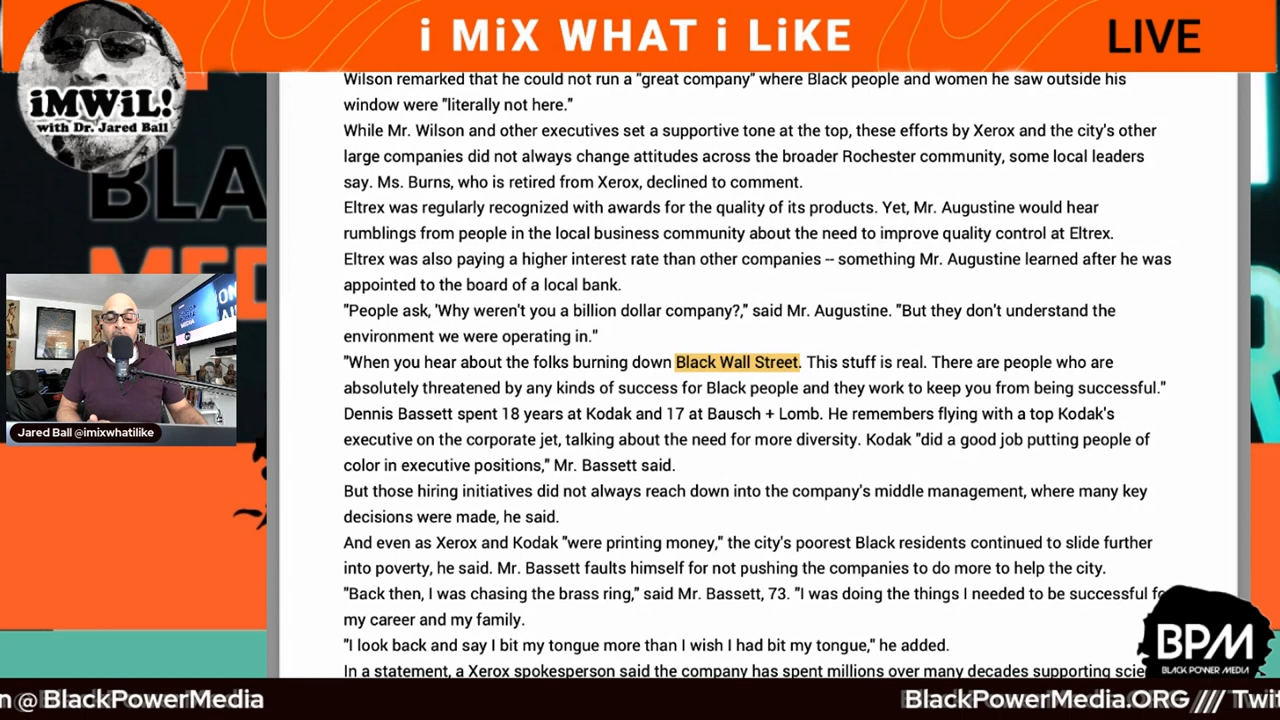 i MiX WHAT i LiKE
LIVE
iMWiL!
with Dr. Jared Ball
BLA
MED
Wilson remarked that he could not run a "great company" where Black people and women he saw outside his
window were "literally not here."
While Mr. Wilson and other executives set a supportive tone at the top, these efforts by Xerox and the city's other
large companies did not always change attitudes across the broader Rochester community, some local leaders
say. Ms. Burns, who is retired from Xerox, declined to comment.
Eltrex was regularly recognized with awards for the quality of its products. Yet, Mr. Augustine would hear
rumblings from people in the local business community about the need to improve quality control at Eltrex.
Eltrex was also paying a higher interest rate than other companies -- something Mr. Augustine learned after he was
appointed to the board of a local bank.
"People ask, 'Why weren't you a billion dollar company?," said Mr. Augustine. "But they don't understand the
environment we were operating in."
"When you hear about the folks burning down Black Wall Street. This stuff is real. There are people who are
absolutely threatened by any kinds of success for Black people and they work to keep you from being successful."
Dennis Bassett spent 18 years at Kodak and 17 at Bausch + Lomb. He remembers flying with a top Kodak's
executive on the corporate jet, talking about the need for more diversity. Kodak "did a good job putting people of
color in executive positions," Mr. Bassett said.
But those hiring initiatives did not always reach down into the company's middle management, where many key
decisions were made, he said.
And even as Xerox and Kodak "were printing money," the city's poorest Black residents continued to slide further
into poverty, he said. Mr. Bassett faults himself for not pushing the companies to do more to help the city.
"Back then, I was chasing the brass ring," said Mr. Bassett, 73. "I was doing the things I needed to be successful fo
my career and my family.
"I look back and say I bit my tongue more than I wish I had bit my tongue," he added.
In a statement, a Xerox spokesperson said the company has spent millions over many decades supporting scie
Jared Ball @imixwhatilike
BPM
BLACK POWER MEDIA
n @ BlackPowerMedia
BlackPowerMedia.ORG /// Twit